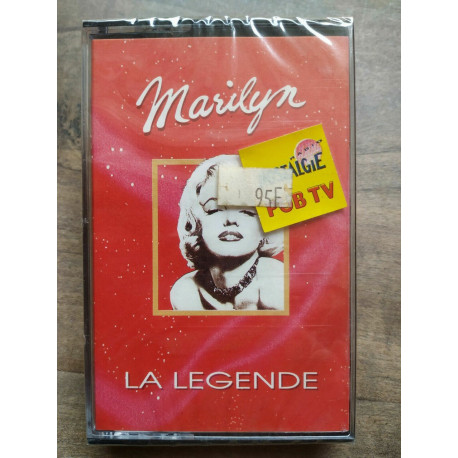 Marilyn
95F
PUB TV
LA LEGENDE